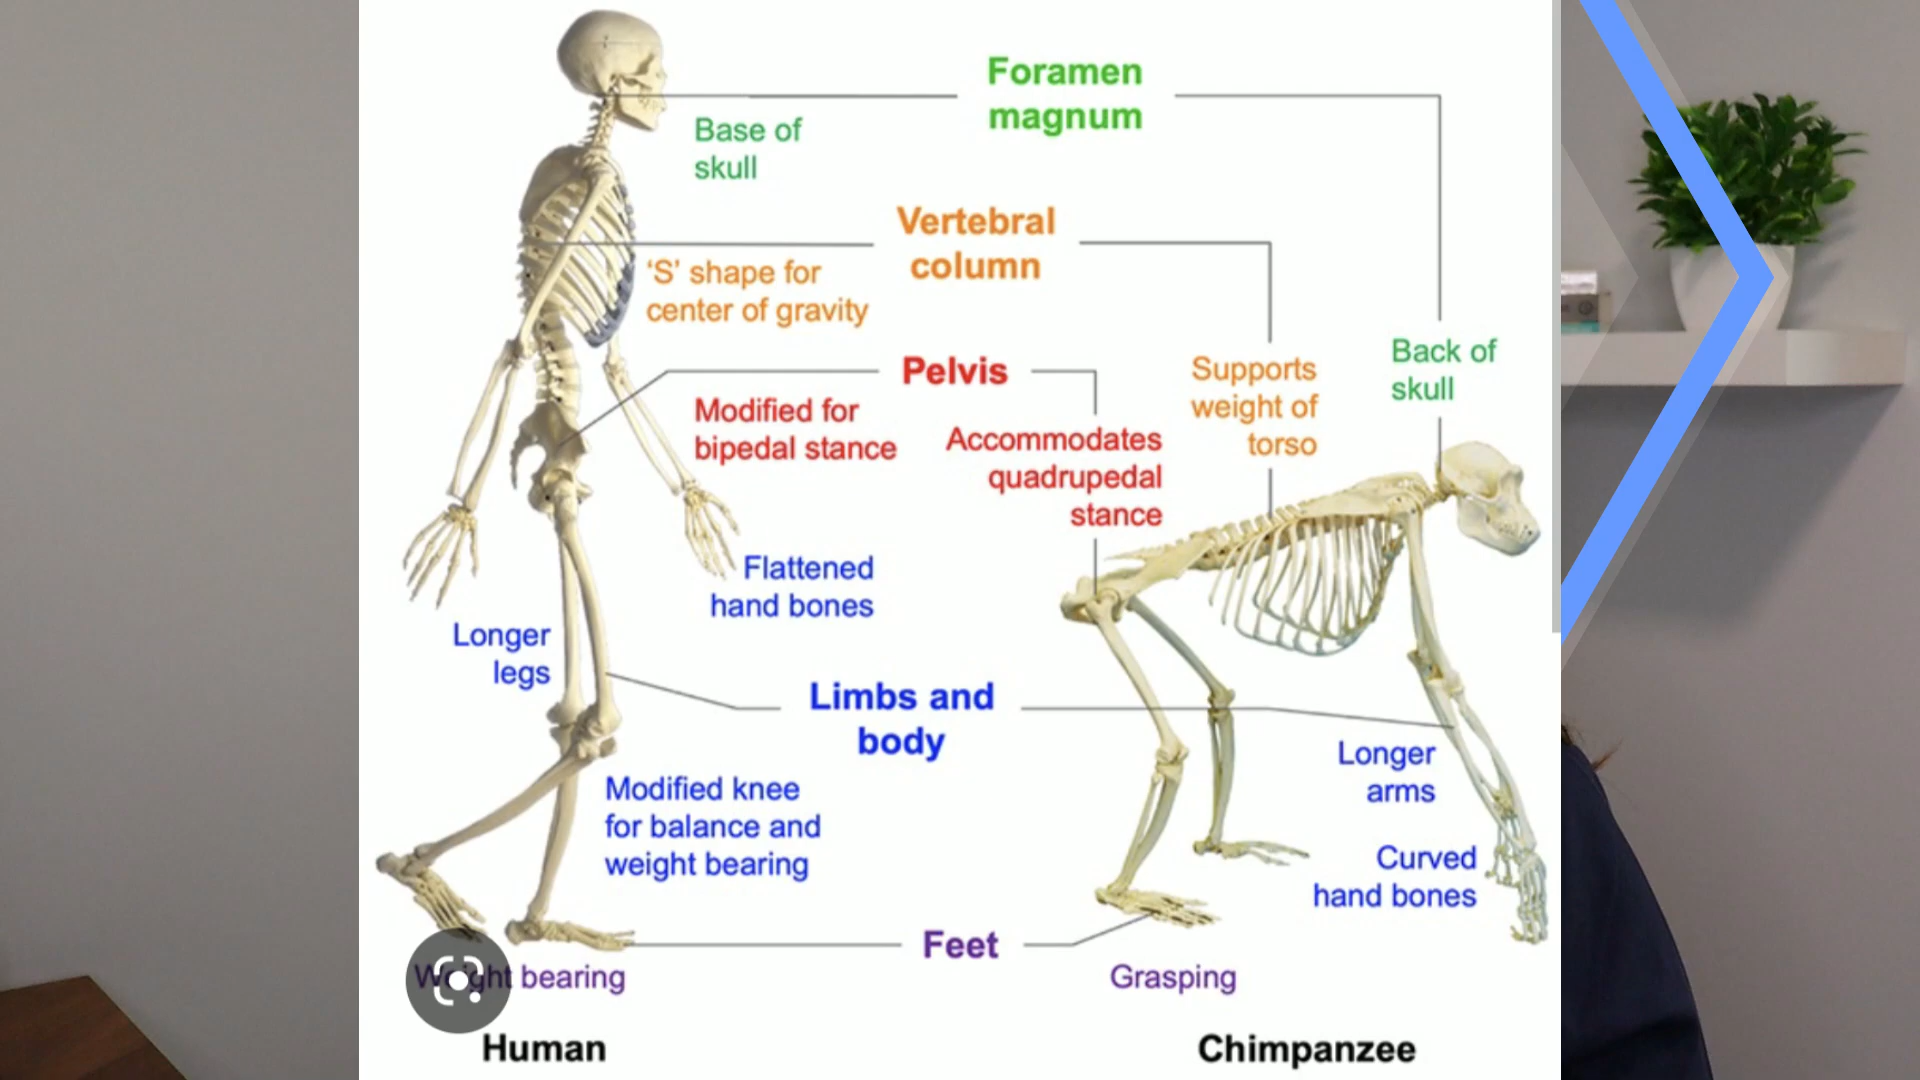 Foramen
magnum
Base of
skull
Vertebral
column
'S' shape for
center of gravity
Back of
skull
Pelvis
Supports
weight of
torso
Modified for
bipedal stance
Accommodates
quadrupedal
stance
Flattened
hand bones
Longer
legs
Limbs and
body
Longer
arms
Modified knee
for balance and
weight bearing
Curved
hand bones
Feet
Weight bearing
Grasping
Human
Chimpanzee